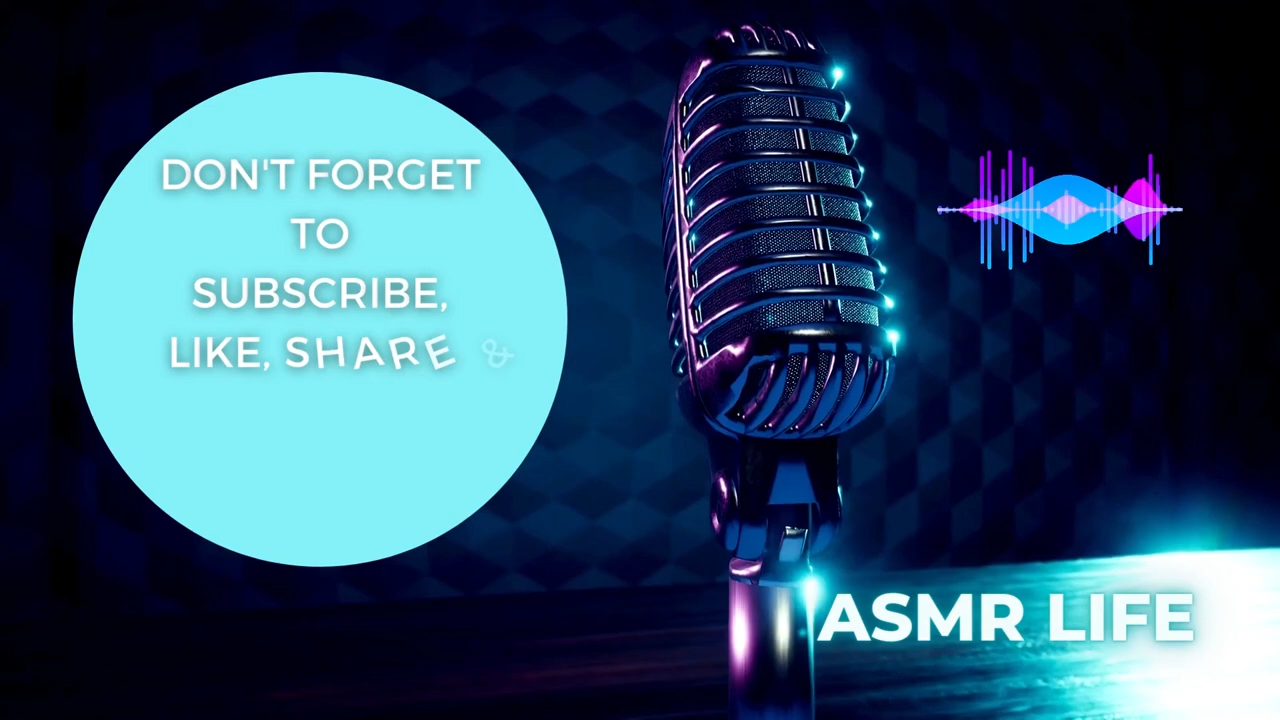 DON'T FORGET
TO
SUBSCRIBE,
LIKE, SHARE &
ASMR LIFE